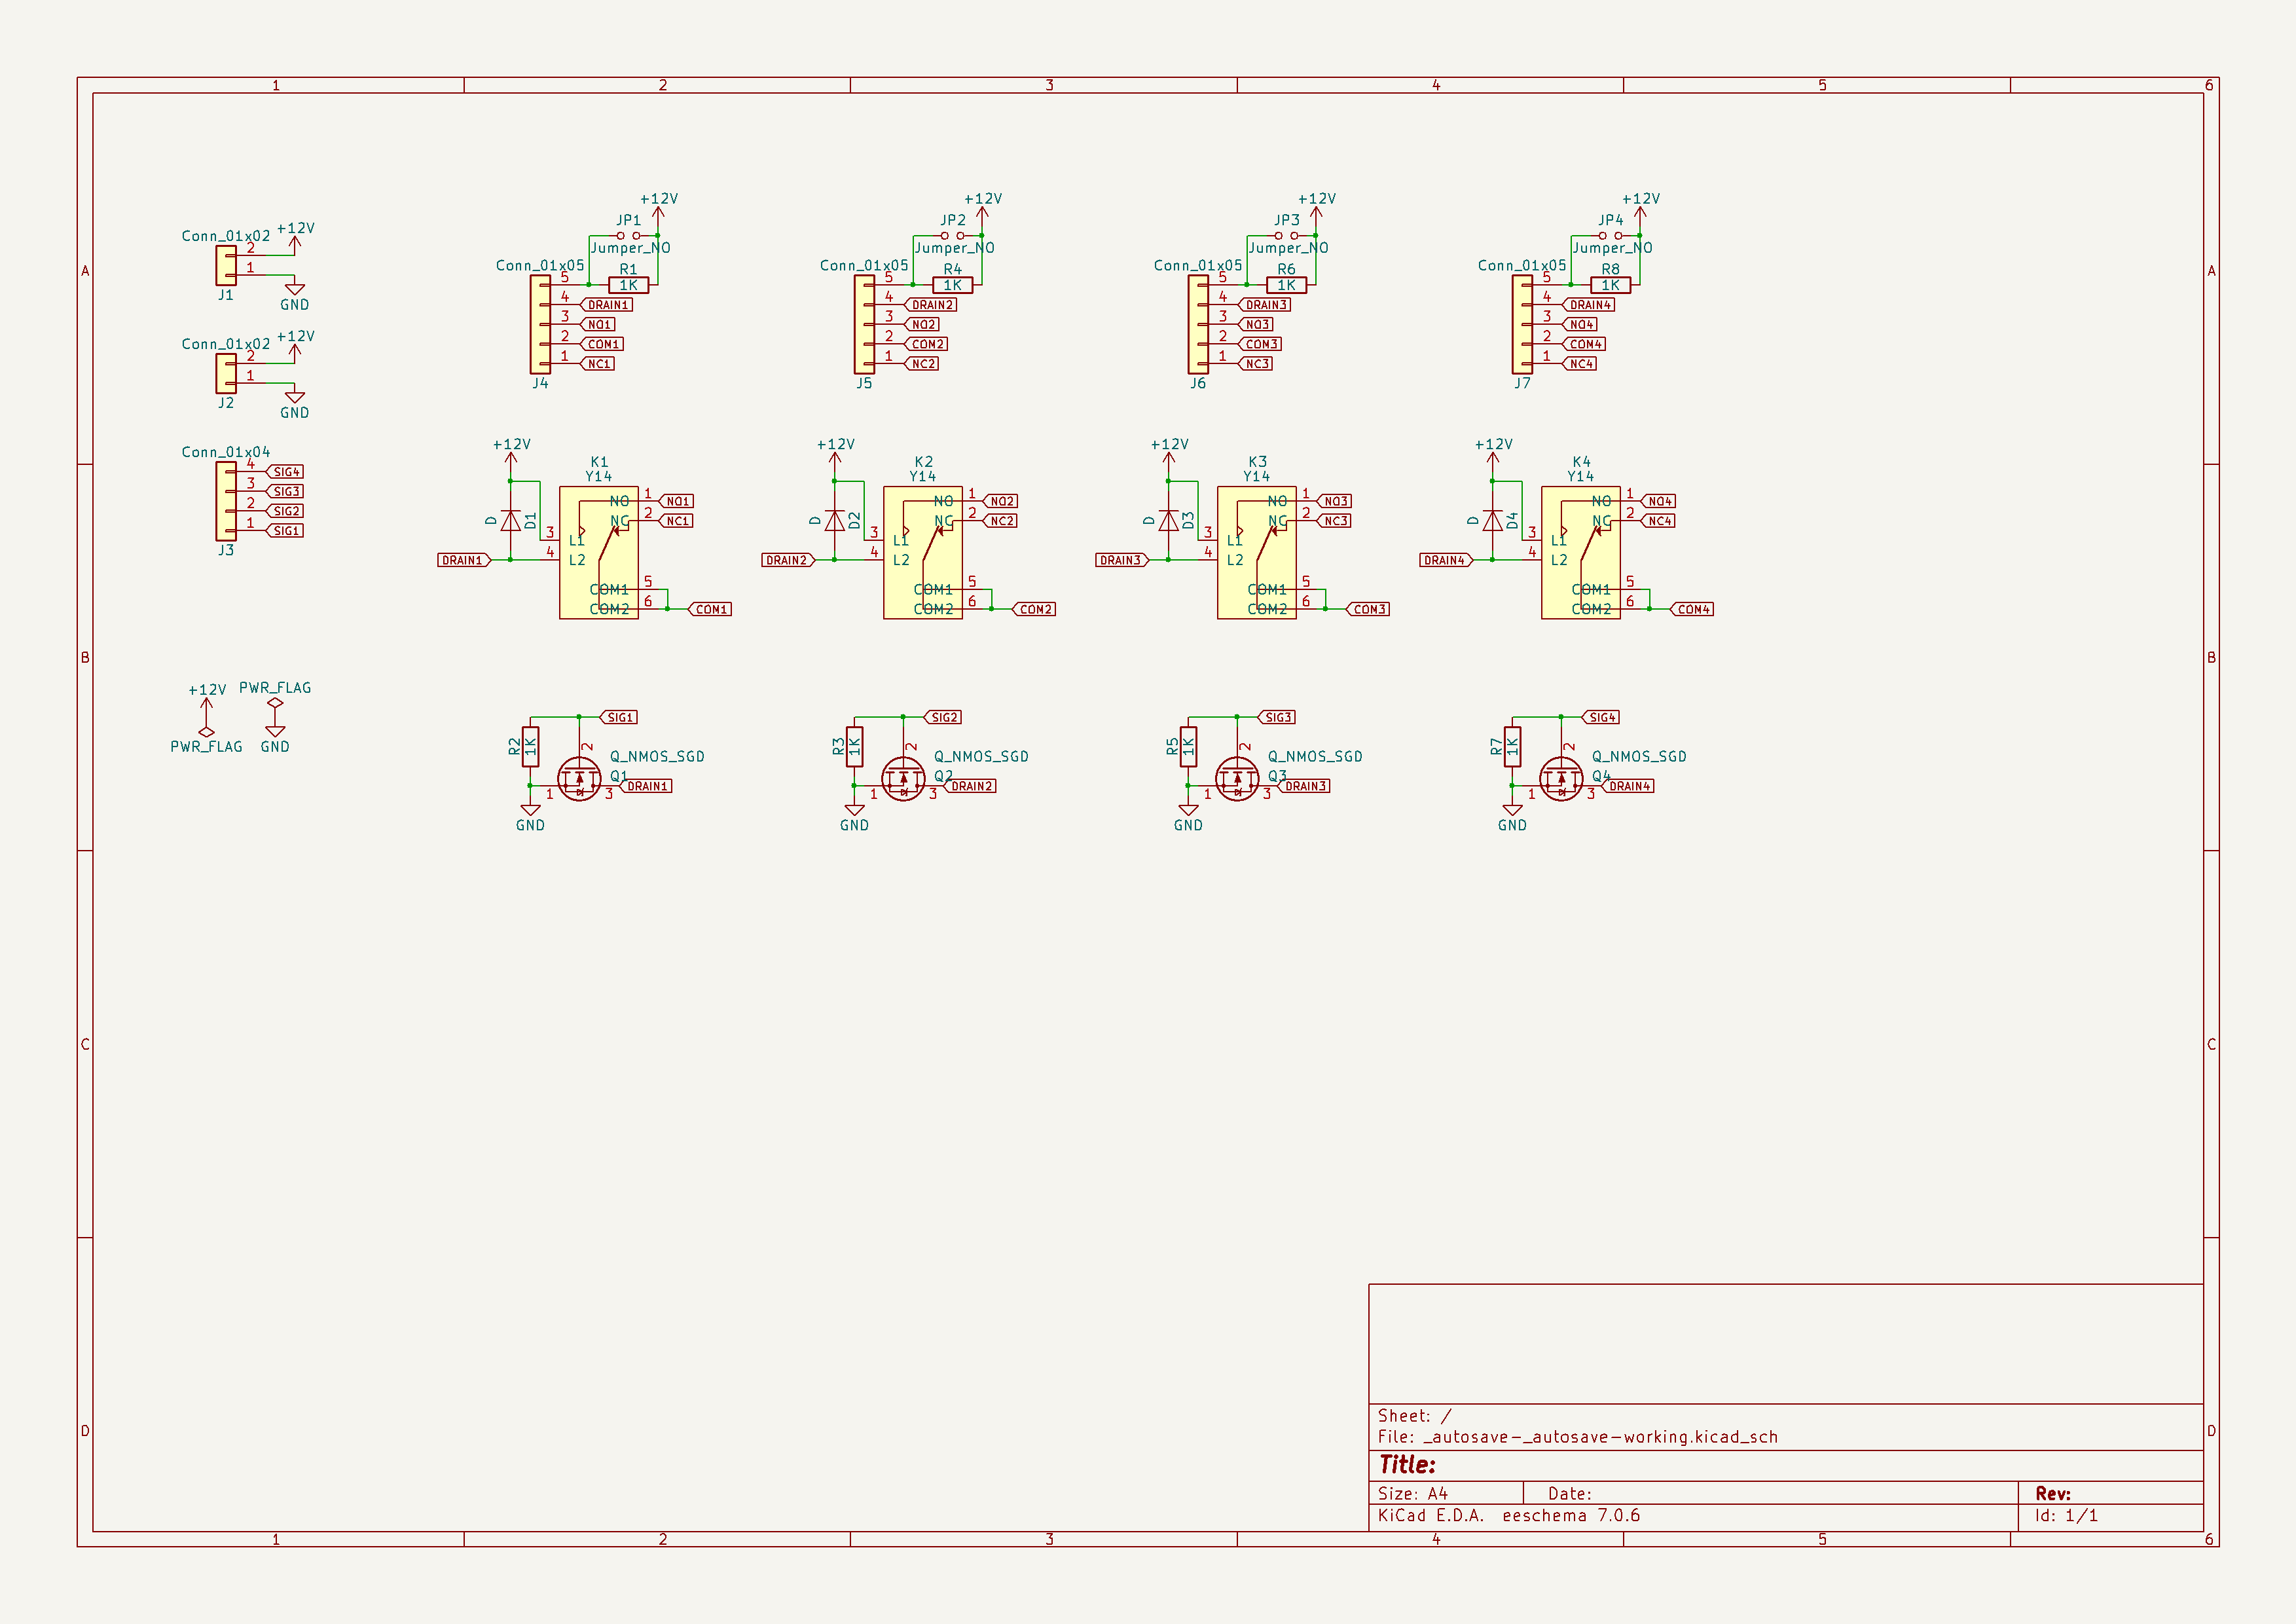 1 2 3 4 5 6
A A
B B
C C
D D
1 2 3 4 5 6
Conn_01x02
+12V
2
1
J1
GND
Conn_01x02
+12V
2
1
J2
GND
Conn_01x04
4 SIG4
3 SIG3
2 SIG2
1 SIG1
J3
+12V
PWR_FLAG
PWR_FLAG
GND
+12V
JP1
Jumper_NO
Conn_01x05
R1
1K
5
4 DRAIN1
3 NO1
2 COM1
1 NC1
J4
+12V
JP2
Jumper_NO
Conn_01x05
R4
1K
5
4 DRAIN2
3 NO2
2 COM2
1 NC2
J5
+12V
JP3
Jumper_NO
Conn_01x05
R6
1K
5
4 DRAIN3
3 NO3
2 COM3
1 NC3
J6
+12V
JP4
Jumper_NO
Conn_01x05
R8
1K
5
4 DRAIN4
3 NO4
2 COM4
1 NC4
J7
+12V
K1
Y14
NO 1 NO1
NC 2 NC1
D D1
3 L1
DRAIN1 4 L2
COM1 5
COM2 6 COM1
+12V
K2
Y14
NO 1 NO2
NC 2 NC2
D D2
3 L1
DRAIN2 4 L2
COM1 5
COM2 6 COM2
+12V
K3
Y14
NO 1 NO3
NC 2 NC3
D D3
3 L1
DRAIN3 4 L2
COM1 5
COM2 6 COM3
+12V
K4
Y14
NO 1 NO4
NC 2 NC4
D D4
3 L1
DRAIN4 4 L2
COM1 5
COM2 6 COM4
SIG1
R2 1K 2
Q_NMOS_SGD
Q1
1 3 DRAIN1
GND
SIG2
R3 1K 2
Q_NMOS_SGD
Q2
1 3 DRAIN2
GND
SIG3
R5 1K 2
Q_NMOS_SGD
Q3
1 3 DRAIN3
GND
SIG4
R7 1K 2
Q_NMOS_SGD
Q4
1 3 DRAIN4
GND
Sheet: /
File: _autosave-_autosave-working.kicad_sch
Title:
Size: A4 Date: Rev:
KiCad E.D.A. eeschema 7.0.6 Id: 1/1